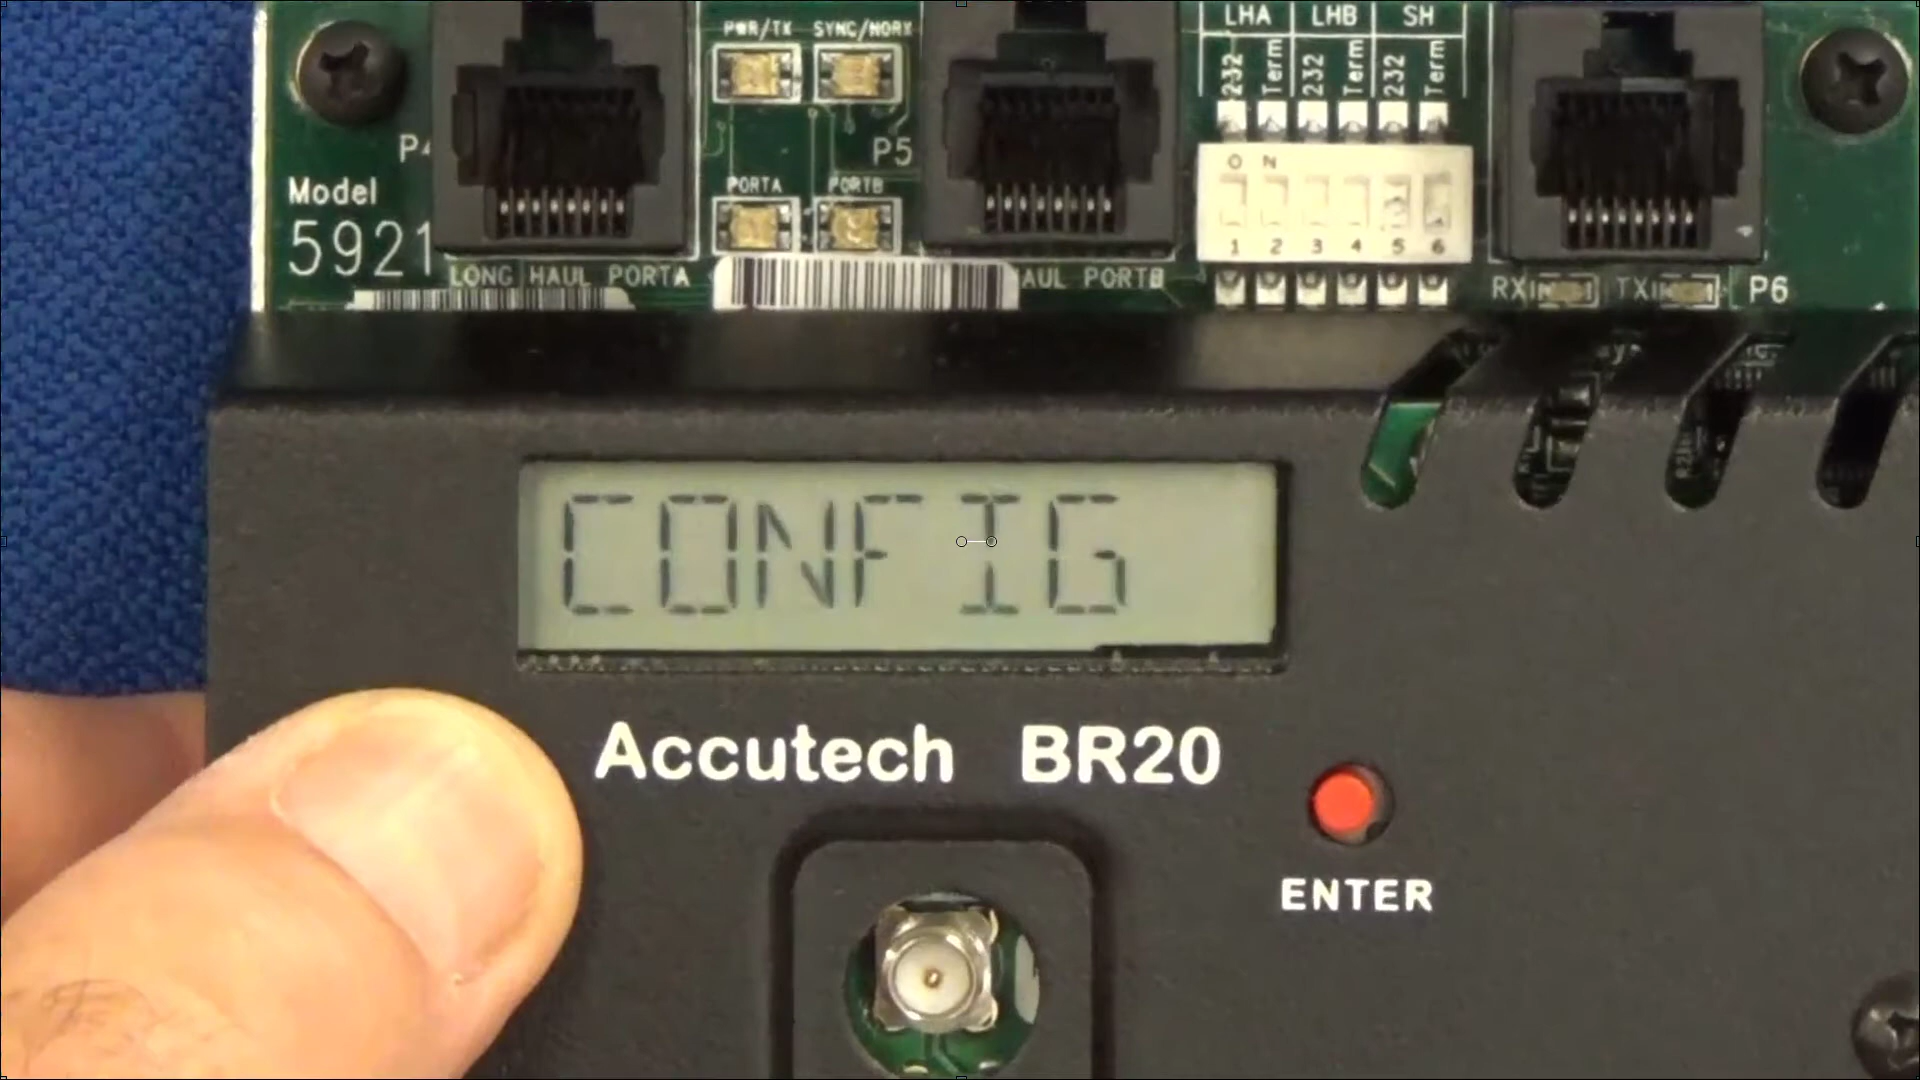 LHA LHB SH
PWR/TX SYNC/NORX
232 Term 232 Term 232 Term
P5
O N
PORTA PORTB
Model
5921
1 2 3 4 5 6
LONG HAUL PORTA
HAUL PORTB
RX TX P6
CONFIG
Accutech BR20
ENTER